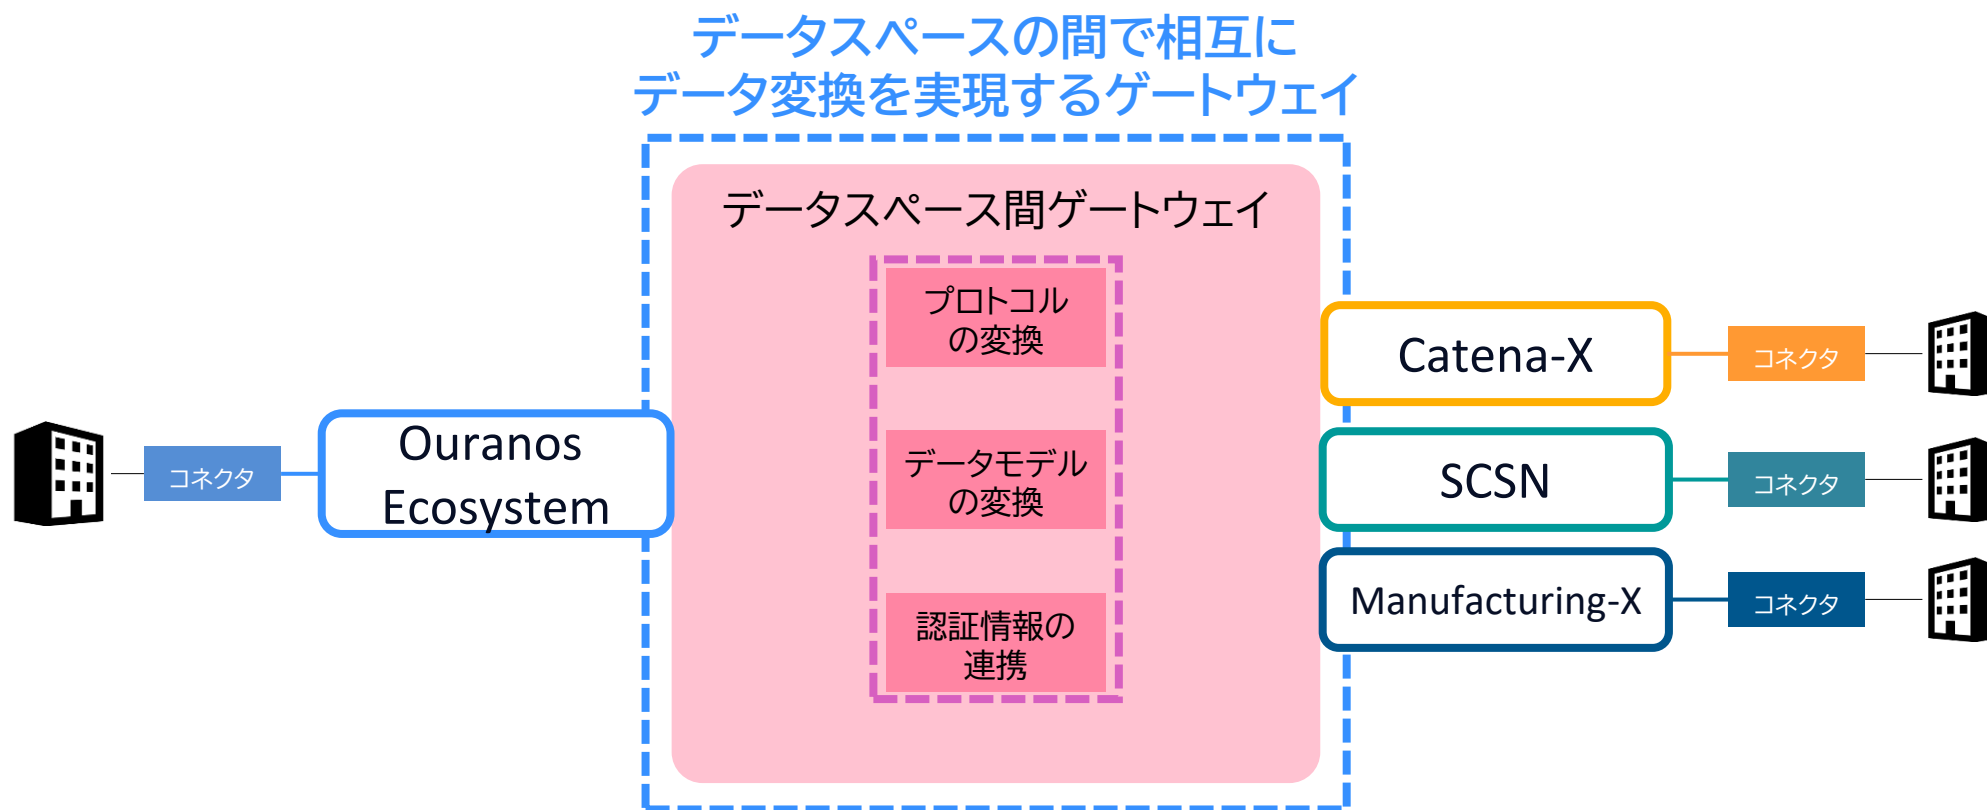 データスペースの間で相互に
データ変換を実現するゲートウェイ
データスペース間ゲートウェイ
プロトコル
の変換
データモデル
の変換
認証情報の
連携
コネクタ
Ouranos
Ecosystem
Catena-X
コネクタ
SCSN
コネクタ
Manufacturing-X
コネクタ